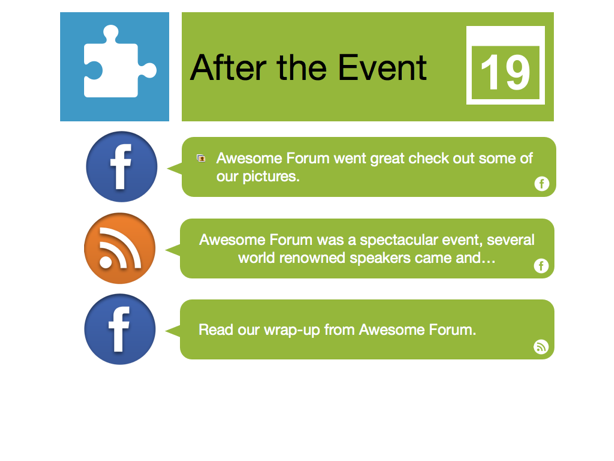 After the Event
19
Awesome Forum went great check out some of
our pictures.
Awesome Forum was a spectacular event, several
world renowned speakers came and…
Read our wrap-up from Awesome Forum.